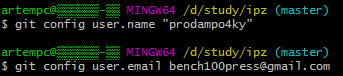 artempc@ MINGW64 /d/study/ipz (master)
$ git config user.name "prodampo4ky"
artempc@ MINGW64 /d/study/ipz (master)
$ git config user.email bench100press@gmail.com